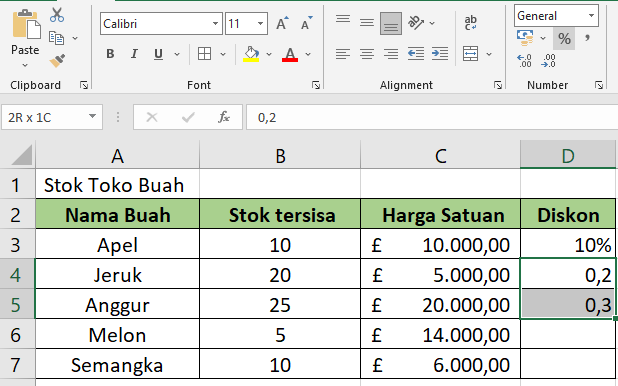 Calibri 11 A A General
Paste B I U ab c % ,
Clipboard Font Alignment Number
2R x 1C fx 0,2
A B C D
1 Stok Toko Buah
2 Nama Buah Stok tersisa Harga Satuan Diskon
3 Apel 10 £ 10.000,00 10%
4 Jeruk 20 £ 5.000,00 0,2
5 Anggur 25 £ 20.000,00 0,3
6 Melon 5 £ 14.000,00
7 Semangka 10 £ 6.000,00